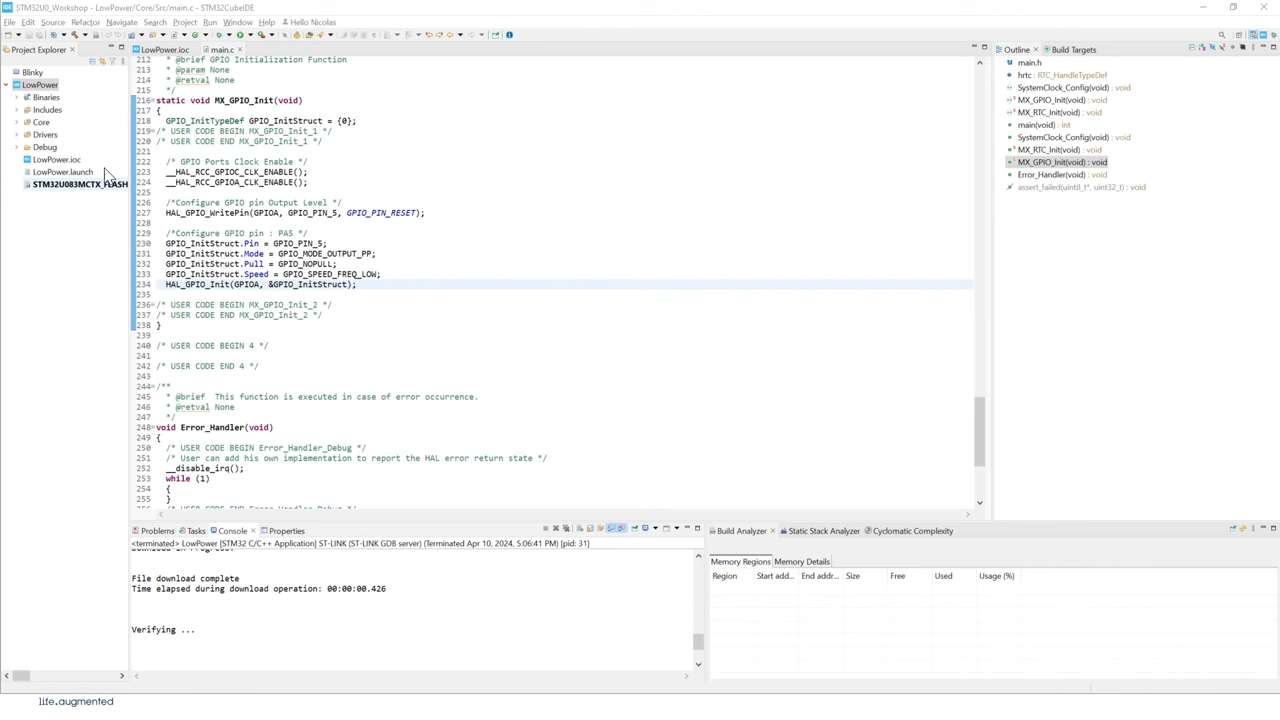 STM32U0_Workshop - LowPower/Core/Src/main.c - STM32CubeIDE
File Edit Source Refactor Navigate Search Project Run Window Help Hello Nicolas
Project Explorer
Blinky
LowPower
Binaries
Includes
Core
Drivers
Debug
LowPower.ioc
LowPower.launch
STM32U083MCTX_FLASH
LowPower.ioc main.c
212 * @brief GPIO Initialization Function
213 * @param None
214 * @retval None
215 */
216 static void MX_GPIO_Init(void)
217 {
218 GPIO_InitTypeDef GPIO_InitStruct = {0};
219 /* USER CODE BEGIN MX_GPIO_Init_1 */
220 /* USER CODE END MX_GPIO_Init_1 */
221
222 /* GPIO Ports Clock Enable */
223 __HAL_RCC_GPIOC_CLK_ENABLE();
224 __HAL_RCC_GPIOA_CLK_ENABLE();
225
226 /*Configure GPIO pin Output Level */
227 HAL_GPIO_WritePin(GPIOA, GPIO_PIN_5, GPIO_PIN_RESET);
228
229 /*Configure GPIO pin : PA5 */
230 GPIO_InitStruct.Pin = GPIO_PIN_5;
231 GPIO_InitStruct.Mode = GPIO_MODE_OUTPUT_PP;
232 GPIO_InitStruct.Pull = GPIO_NOPULL;
233 GPIO_InitStruct.Speed = GPIO_SPEED_FREQ_LOW;
234 HAL_GPIO_Init(GPIOA, &GPIO_InitStruct);
235
236 /* USER CODE BEGIN MX_GPIO_Init_2 */
237 /* USER CODE END MX_GPIO_Init_2 */
238 }
239
240 /* USER CODE BEGIN 4 */
241
242 /* USER CODE END 4 */
243
244 /**
245 * @brief This function is executed in case of error occurrence.
246 * @retval None
247 */
248 void Error_Handler(void)
249 {
250 /* USER CODE BEGIN Error_Handler_Debug */
251 /* User can add his own implementation to report the HAL error return state */
252 __disable_irq();
253 while (1)
254 {
255 }
256 /* USER CODE END Error_Handler_Debug */
Outline Build Targets
main.h
hrtc : RTC_HandleTypeDef
SystemClock_Config(void) : void
MX_GPIO_Init(void) : void
MX_RTC_Init(void) : void
main(void) : int
SystemClock_Config(void) : void
MX_RTC_Init(void) : void
MX_GPIO_Init(void) : void
Error_Handler(void) : void
assert_failed(uint8_t*, uint32_t) : void
Problems Tasks Console Properties
<terminated> LowPower [STM32 C/C++ Application] ST-LINK (ST-LINK GDB server) (Terminated Apr 10, 2024, 5:06:41 PM) [pid: 31]
Download in Progress:
File download complete
Time elapsed during download operation: 00:00:00.426
Verifying ...
Build Analyzer Static Stack Analyzer Cyclomatic Complexity
Memory Regions Memory Details
Region Start add... End addr... Size Free Used Usage (%)
life.augmented